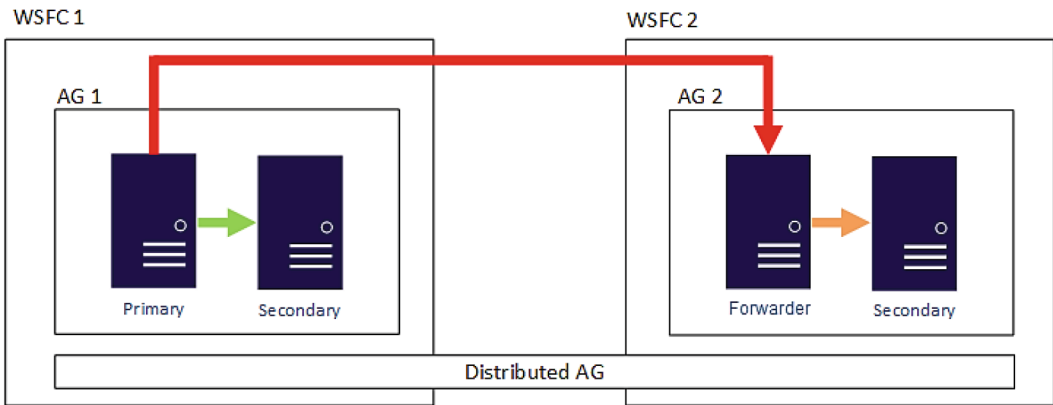 WSFC 1
WSFC 2
AG 1
AG 2
Primary
Secondary
Forwarder
Secondary
Distributed AG